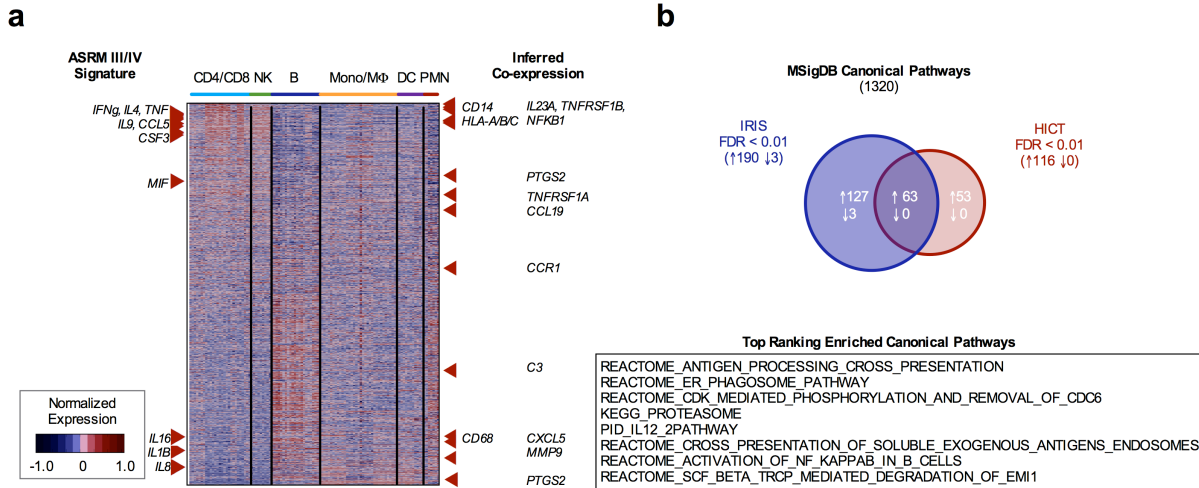 a
ASRM III/IV
Signature
CD4/CD8 NK B Mono/MΦ DC PMN
Inferred
Co-expression
IFNg, IL4, TNF
IL9, CCL5
CSF3
MIF
IL16
IL1B
IL8
CD14 IL23A, TNFRSF1B,
HLA-A/B/C NFKB1
PTGS2
TNFRSF1A
CCL19
CCR1
C3
CD68 CXCL5
MMP9
PTGS2
Normalized
Expression
-1.0 0 1.0
b
MSigDB Canonical Pathways
(1320)
IRIS
FDR < 0.01
(↑190 ↓3)
HICT
FDR < 0.01
(↑116 ↓0)
↑127 ↑ 63 ↑53
↓3 ↓ 0 ↓ 0
Top Ranking Enriched Canonical Pathways
REACTOME_ANTIGEN_PROCESSING_CROSS_PRESENTATION
REACTOME_ER_PHAGOSOME_PATHWAY
REACTOME_CDK_MEDIATED_PHOSPHORYLATION_AND_REMOVAL_OF_CDC6
KEGG_PROTEASOME
PID_IL12_2PATHWAY
REACTOME_CROSS_PRESENTATION_OF_SOLUBLE_EXOGENOUS_ANTIGENS_ENDOSOMES
REACTOME_ACTIVATION_OF_NF_KAPPAB_IN_B_CELLS
REACTOME_SCF_BETA_TRCP_MEDIATED_DEGRADATION_OF_EMI1